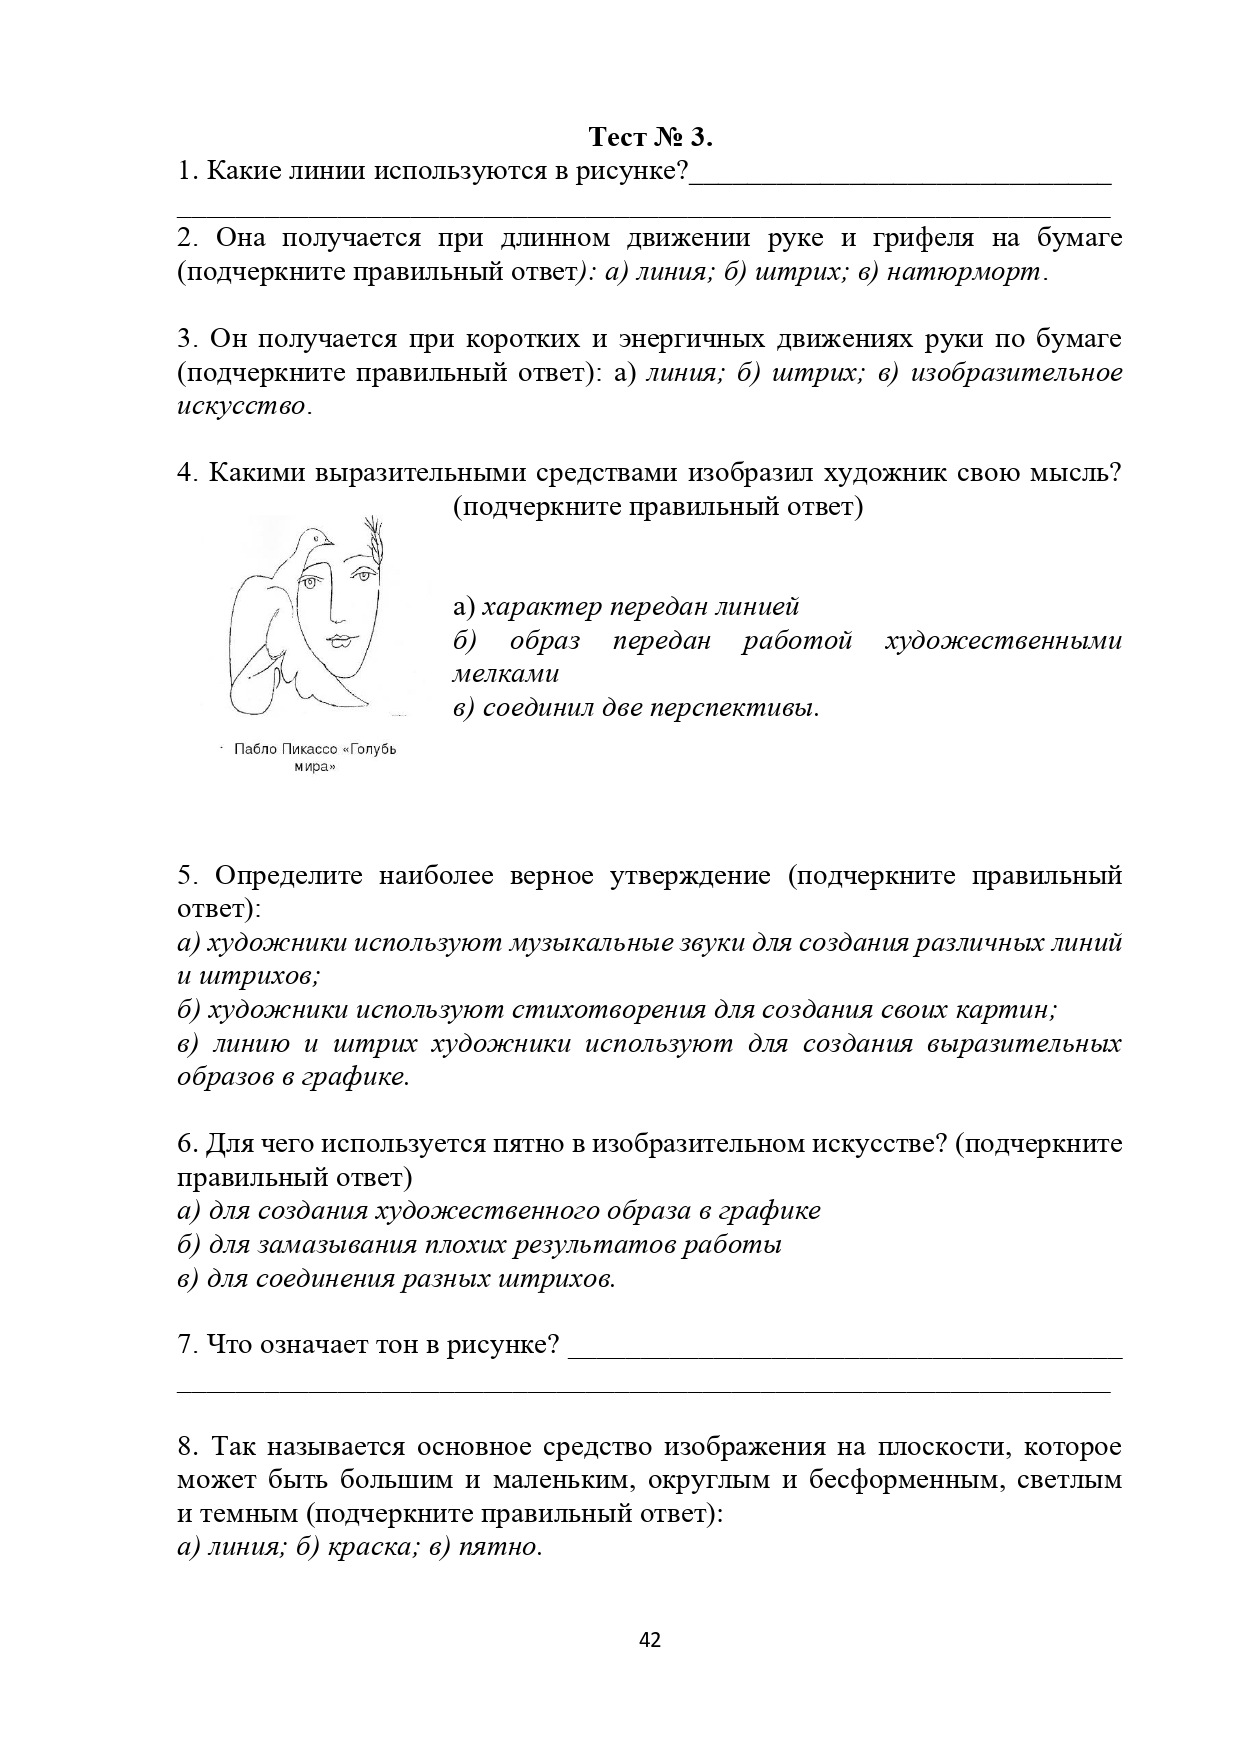 Тест № 3.
1. Какие линии используются в рисунке?______________________________
__________________________________________________________________
2. Она получается при длинном движении руке и грифеля на бумаге
(подчеркните правильный ответ): а) линия; б) штрих; в) натюрморт.
3. Он получается при коротких и энергичных движениях руки по бумаге
(подчеркните правильный ответ): а) линия; б) штрих; в) изобразительное
искусство.
4. Какими выразительными средствами изобразил художник свою мысль?
(подчеркните правильный ответ)
а) характер передан линией
б) образ передан работой художественными
мелками
в) соединил две перспективы.
Пабло Пикассо «Голубь
мира»
5. Определите наиболее верное утверждение (подчеркните правильный
ответ):
а) художники используют музыкальные звуки для создания различных линий
и штрихов;
б) художники используют стихотворения для создания своих картин;
в) линию и штрих художники используют для создания выразительных
образов в графике.
6. Для чего используется пятно в изобразительном искусстве? (подчеркните
правильный ответ)
а) для создания художественного образа в графике
б) для замазывания плохих результатов работы
в) для соединения разных штрихов.
7. Что означает тон в рисунке? _______________________________________
__________________________________________________________________
8. Так называется основное средство изображения на плоскости, которое
может быть большим и маленьким, округлым и бесформенным, светлым
и темным (подчеркните правильный ответ):
а) линия; б) краска; в) пятно.
42